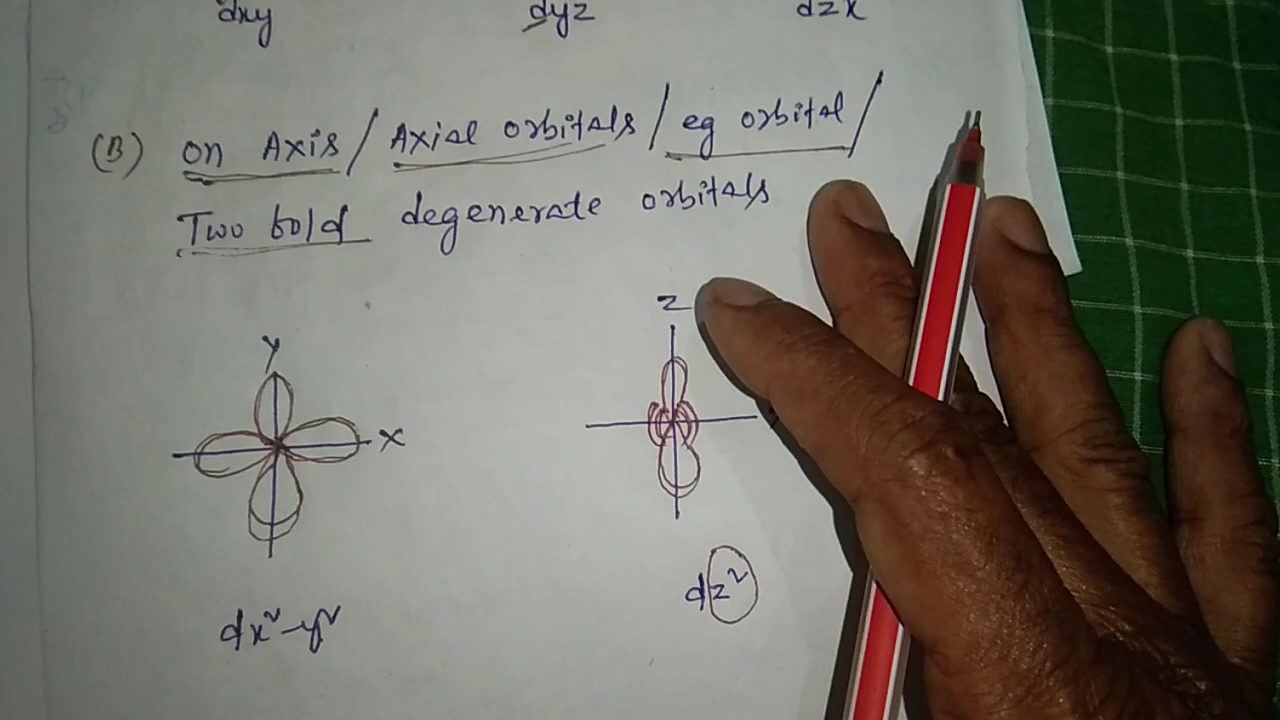 dxy dyz dzx
(B) on Axis / Axial orbitals / eg orbital /
Two fold degenerate orbitals
Y Z
X
dz²
dx²-y²